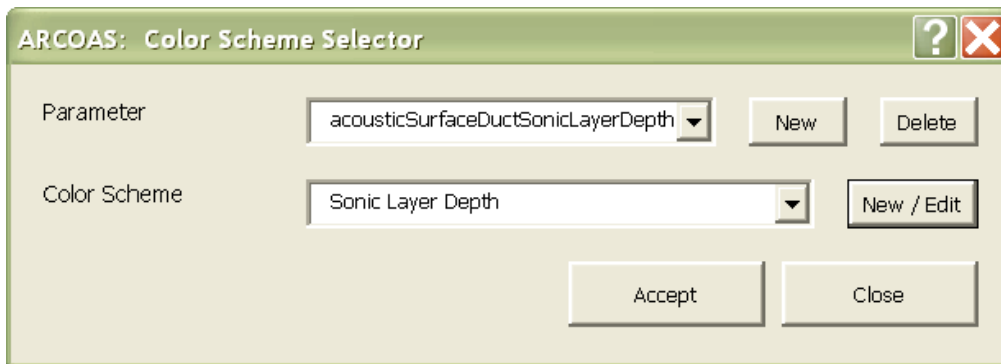 ARCOAS:  Color Scheme Selector ?
Parameter acousticSurfaceDuctSonicLayerDepth New Delete
Color Scheme Sonic Layer Depth New / Edit
Accept Close